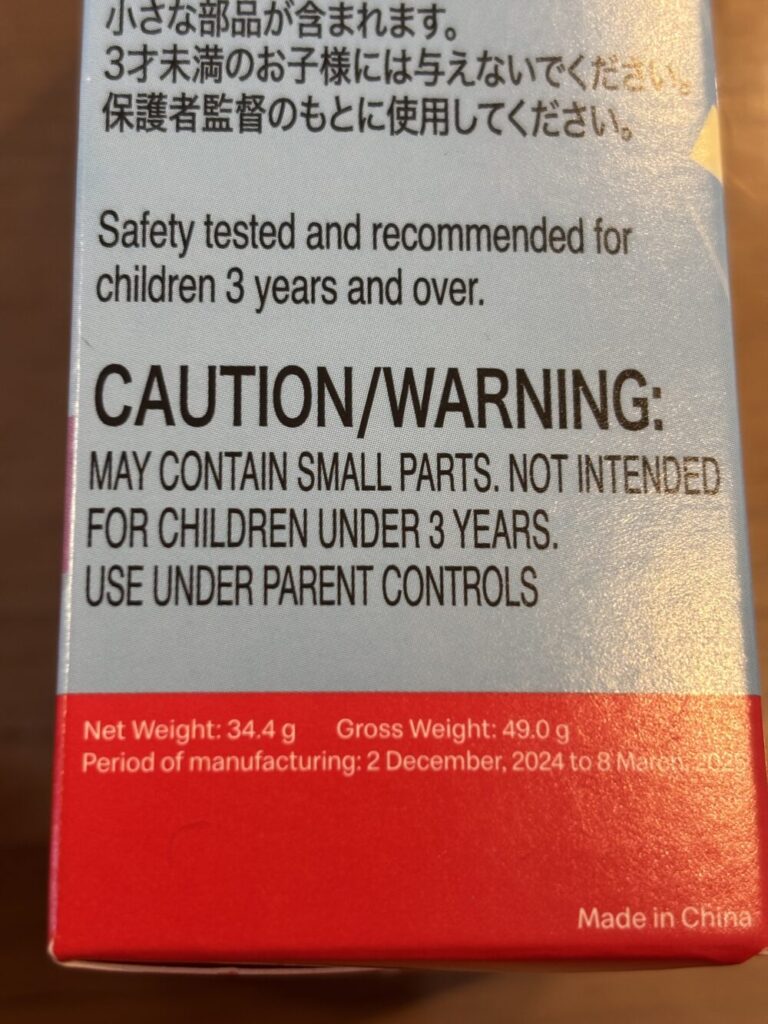 小さな部品が含まれます。
3才未満のお子様には与えないでください。
保護者監督のもとに使用してください。
Safety tested and recommended for
children 3 years and over.
CAUTION/WARNING:
MAY CONTAIN SMALL PARTS. NOT INTENDED
FOR CHILDREN UNDER 3 YEARS.
USE UNDER PARENT CONTROLS
Net Weight: 34.4 g Gross Weight: 49.0 g
Period of manufacturing: 2 December, 2024 to 8 March, 2025
Made in China